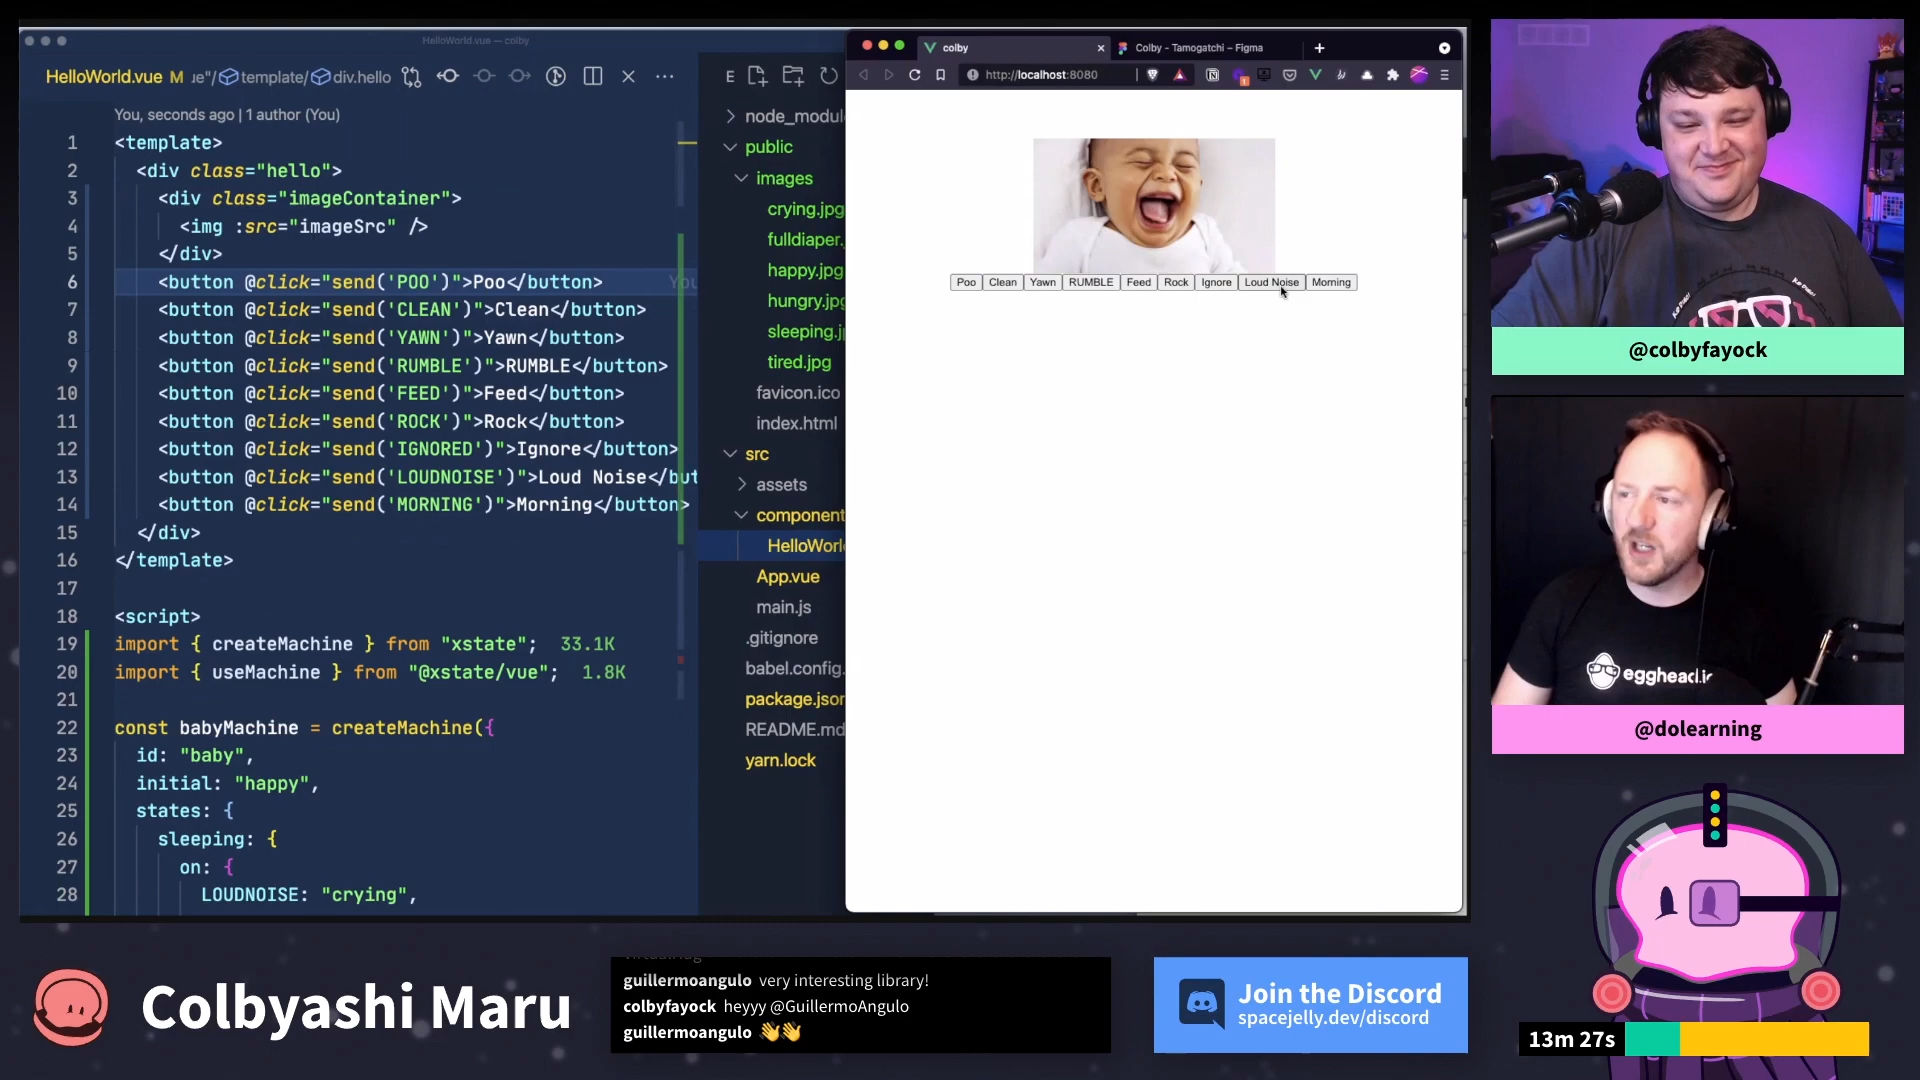 HelloWorld.vue — colby
HelloWorld.vue M ue"/ template/ div.hello
You, seconds ago | 1 author (You)
1 <template>
2 <div class="hello">
3 <div class="imageContainer">
4 <img :src="imageSrc" />
5 </div>
6 <button @click="send('POO')">Poo</button>
7 <button @click="send('CLEAN')">Clean</button>
8 <button @click="send('YAWN')">Yawn</button>
9 <button @click="send('RUMBLE')">RUMBLE</button>
10 <button @click="send('FEED')">Feed</button>
11 <button @click="send('ROCK')">Rock</button>
12 <button @click="send('IGNORED')">Ignore</button>
13 <button @click="send('LOUDNOISE')">Loud Noise</but
14 <button @click="send('MORNING')">Morning</button>
15 </div>
16 </template>
17
18 <script>
19 import { createMachine } from "xstate"; 33.1K
20 import { useMachine } from "@xstate/vue"; 1.8K
21
22 const babyMachine = createMachine({
23 id: "baby",
24 initial: "happy",
25 states: {
26 sleeping: {
27 on: {
28 LOUDNOISE: "crying",
E
node_modul
public
images
crying.jpg
fulldiaper.
happy.jpg
hungry.jpg
sleeping.j
tired.jpg
favicon.ico
index.html
src
assets
component
HelloWorl
App.vue
main.js
.gitignore
babel.config.
package.jsor
README.md
yarn.lock
colby
Colby - Tamogatchi – Figma
http://localhost:8080
Poo Clean Yawn RUMBLE Feed Rock Ignore Loud Noise Morning
@colbyfayock
egghead.i
@dolearning
Colbyashi Maru
guillermoangulo very interesting library!
colbyfayock heyyy @GuillermoAngulo
guillermoangulo 👋👋
Join the Discord
spacejelly.dev/discord
13m 27s